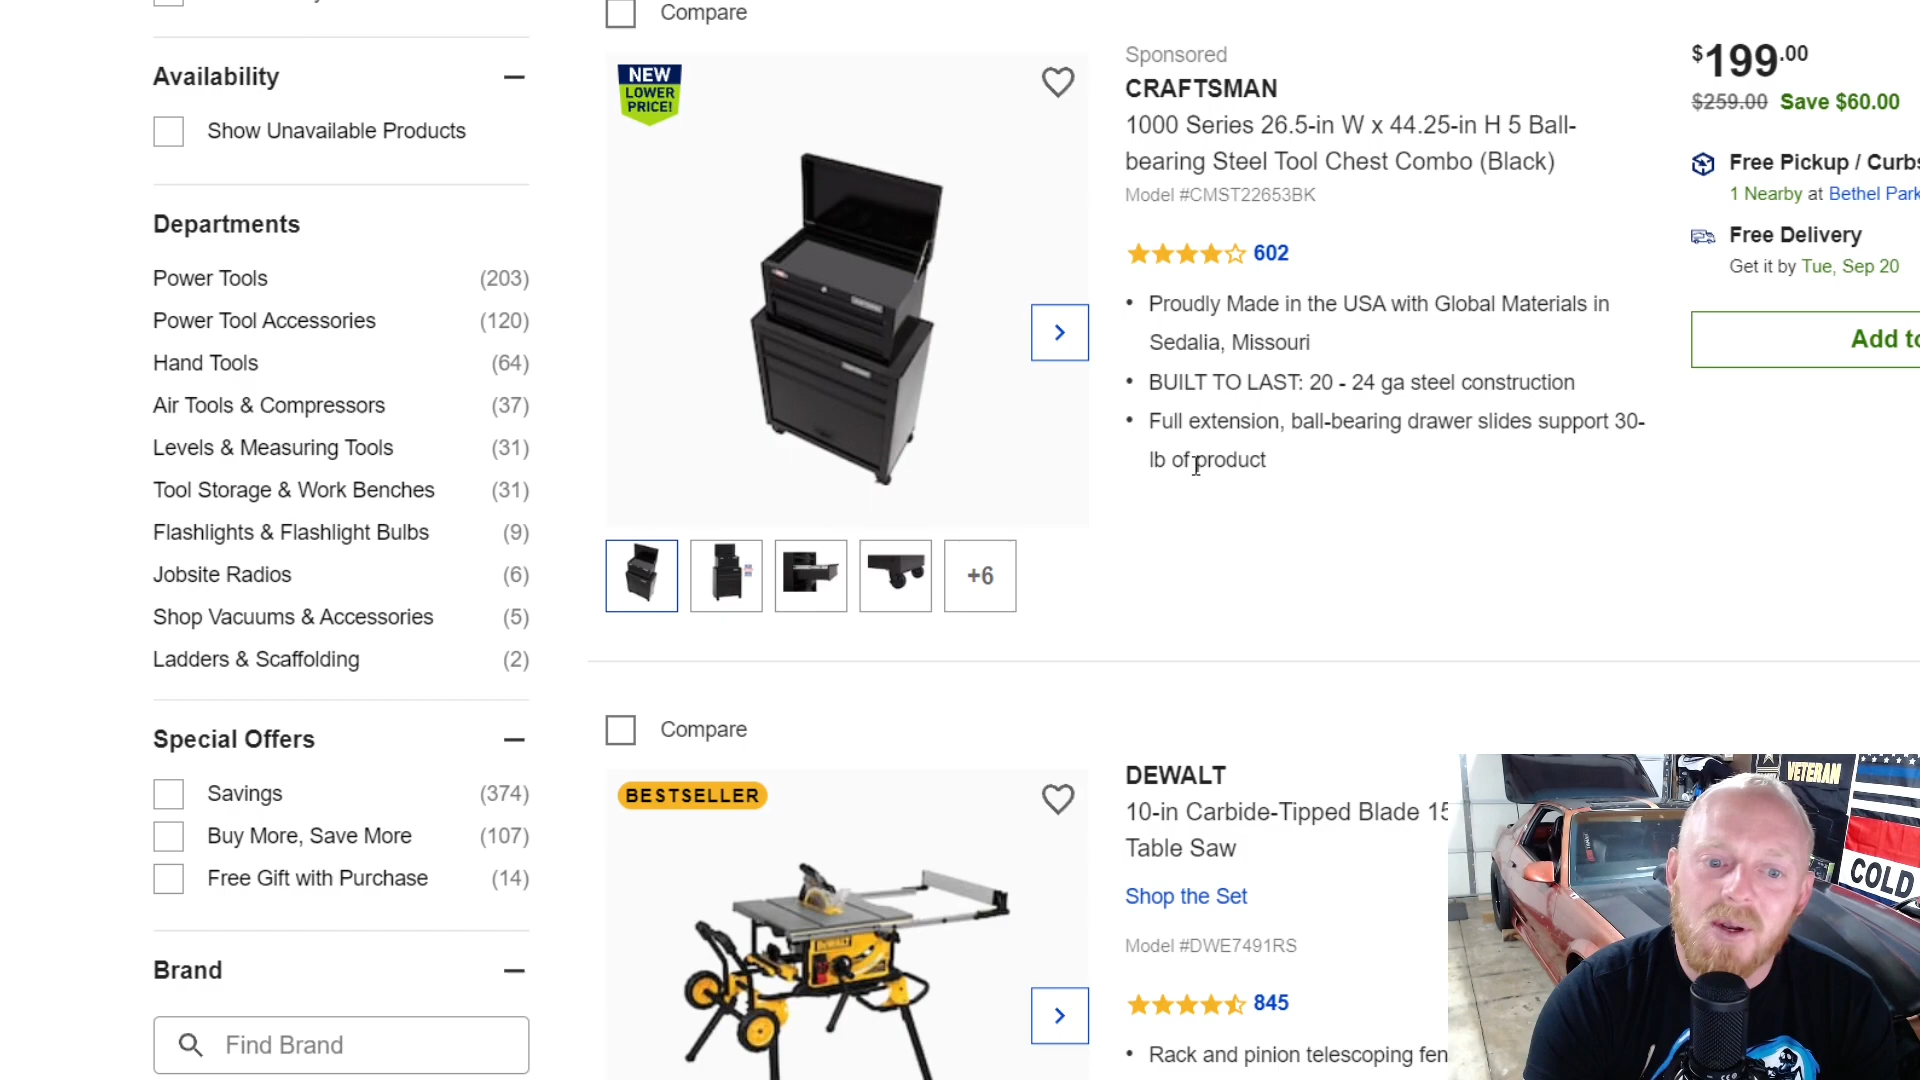 Compare
Availability
Show Unavailable Products
Departments
Power Tools (203)
Power Tool Accessories (120)
Hand Tools (64)
Air Tools & Compressors (37)
Levels & Measuring Tools (31)
Tool Storage & Work Benches (31)
Flashlights & Flashlight Bulbs (9)
Jobsite Radios (6)
Shop Vacuums & Accessories (5)
Ladders & Scaffolding (2)
Special Offers
Savings (374)
Buy More, Save More (107)
Free Gift with Purchase (14)
Brand
Find Brand
NEW
LOWER
PRICE!
+6
Sponsored
CRAFTSMAN
1000 Series 26.5-in W x 44.25-in H 5 Ball-
bearing Steel Tool Chest Combo (Black)
Model #CMST22653BK
602
• Proudly Made in the USA with Global Materials in
Sedalia, Missouri
• BUILT TO LAST: 20 - 24 ga steel construction
• Full extension, ball-bearing drawer slides support 30-
lb of product
$199.00
$259.00 Save $60.00
Free Pickup / Curbs
1 Nearby at Bethel Park
Free Delivery
Get it by Tue, Sep 20
Add to
Compare
BESTSELLER
DEWALT
DEWALT
10-in Carbide-Tipped Blade 15
Table Saw
Shop the Set
Model #DWE7491RS
845
• Rack and pinion telescoping fen
VETERAN
COLD